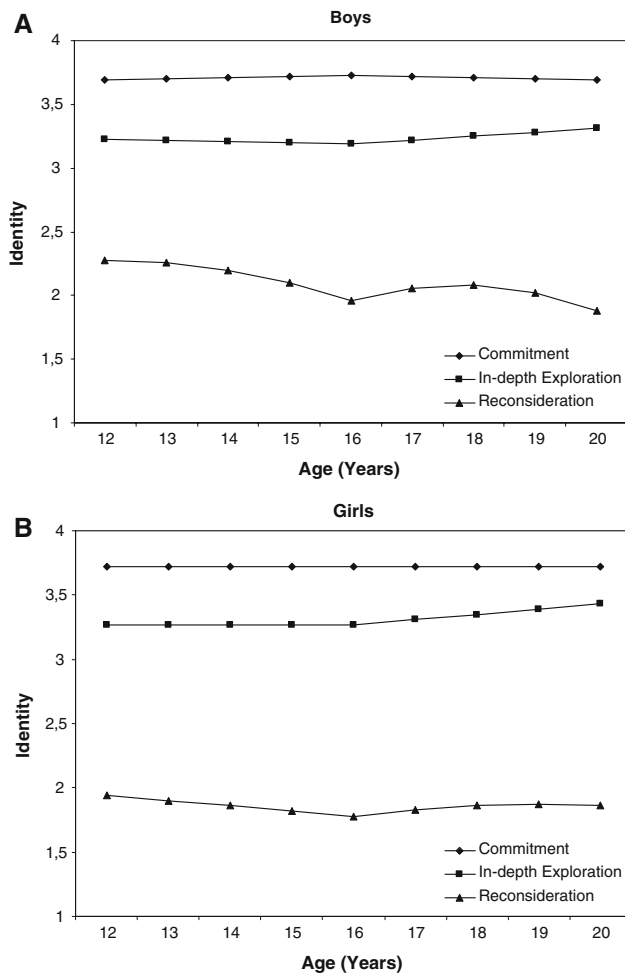 A
Boys
4
3,5
3
2,5
2
1,5
1
Identity
Commitment
In-depth Exploration
Reconsideration
12 13 14 15 16 17 18 19 20
Age (Years)
B
Girls
4
3,5
3
2,5
2
1,5
1
Identity
Commitment
In-depth Exploration
Reconsideration
12 13 14 15 16 17 18 19 20
Age (Years)